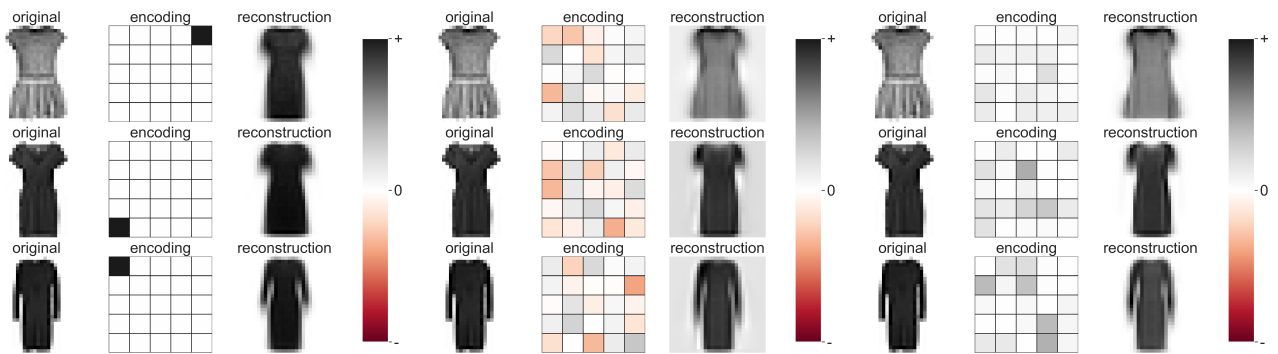 original encoding reconstruction original encoding reconstruction original encoding reconstruction
+ + +
original encoding reconstruction original encoding reconstruction original encoding reconstruction
0 0 0
original encoding reconstruction original encoding reconstruction original encoding reconstruction
- - -